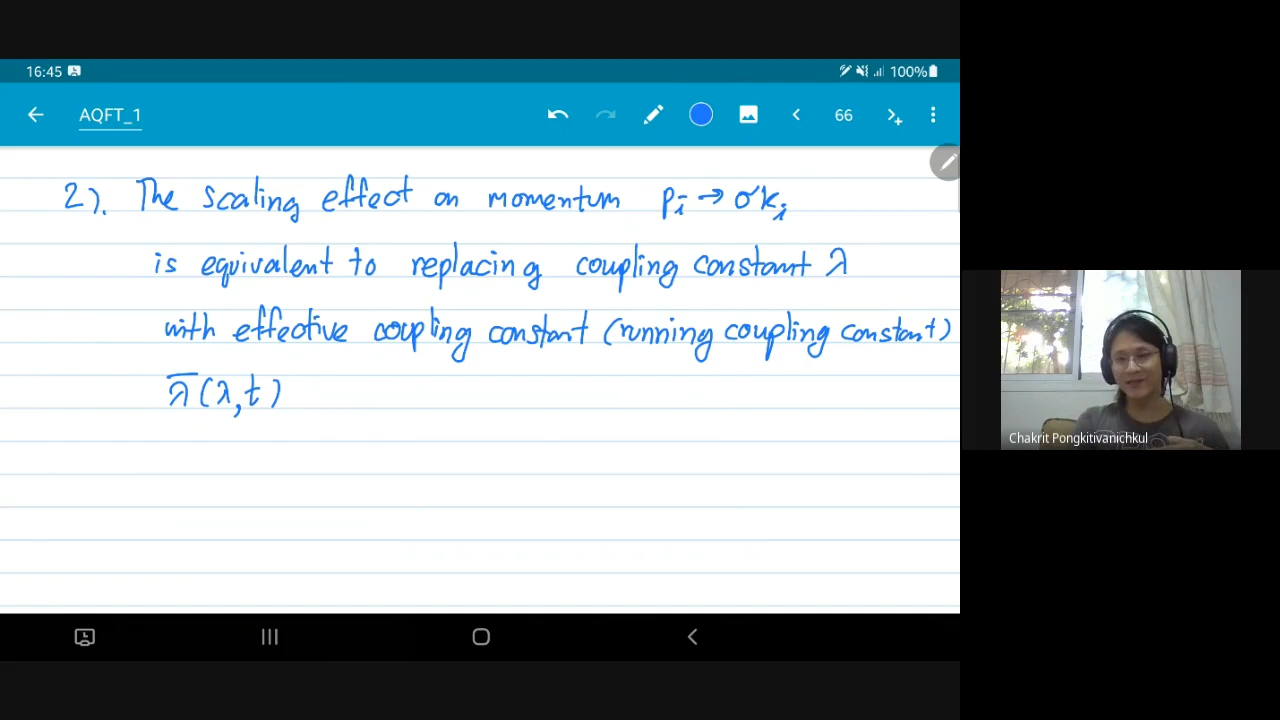 16:45
100%
AQFT_1
66
2). The scaling effect on momentum pᵢ → σkᵢ
is equivalent to replacing coupling constant λ
with effective coupling constant (running coupling constant)
λ̄(λ,t)
Chakrit Pongkitivanichkul